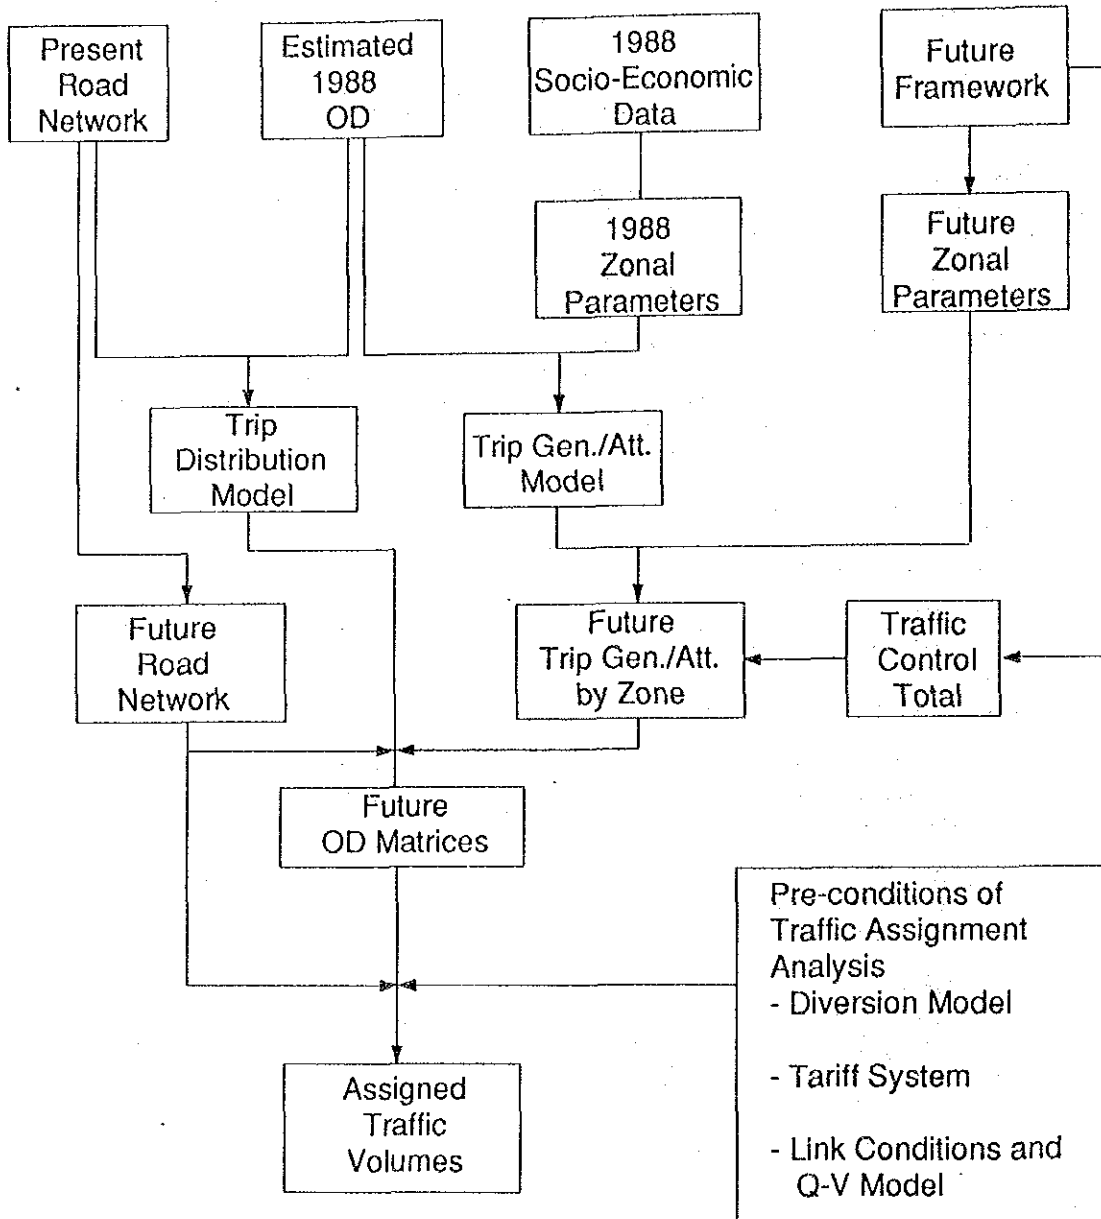 Present
Road
Network
Estimated
1988
OD
1988
Socio-Economic
Data
Future
Framework
1988
Zonal
Parameters
Future
Zonal
Parameters
Trip
Distribution
Model
Trip Gen./Att.
Model
Future
Road
Network
Future
Trip Gen./Att.
by Zone
Traffic
Control
Total
Future
OD Matrices
Pre-conditions of
Traffic Assignment
Analysis
- Diversion Model
- Tariff System
- Link Conditions and
Q-V Model
Assigned
Traffic
Volumes